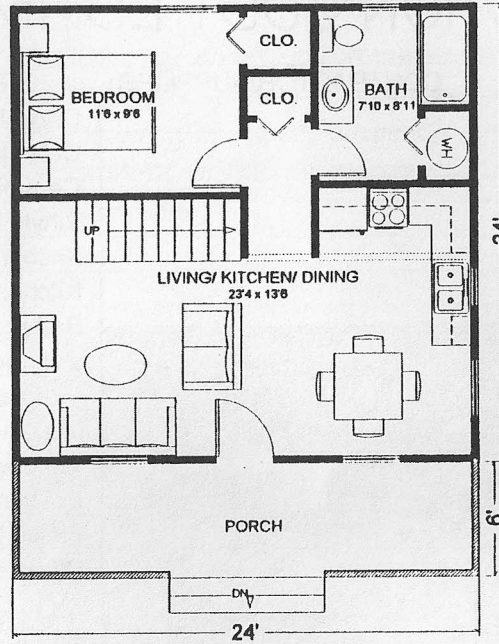 CLO.
BEDROOM
11'6 x 9'6
CLO.
BATH
7'10 x 8'11
WH
UP
LIVING/ KITCHEN/ DINING
23'4 x 13'6
24'
PORCH
6'
DN
24'